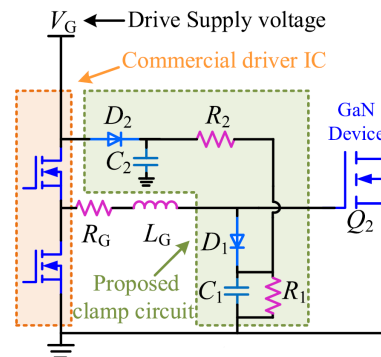 V_G Drive Supply voltage
Commercial driver IC
D_2
R_2
GaN
Device
C_2
Q_2
R_G
L_G
D_1
Proposed
clamp circuit
C_1
R_1